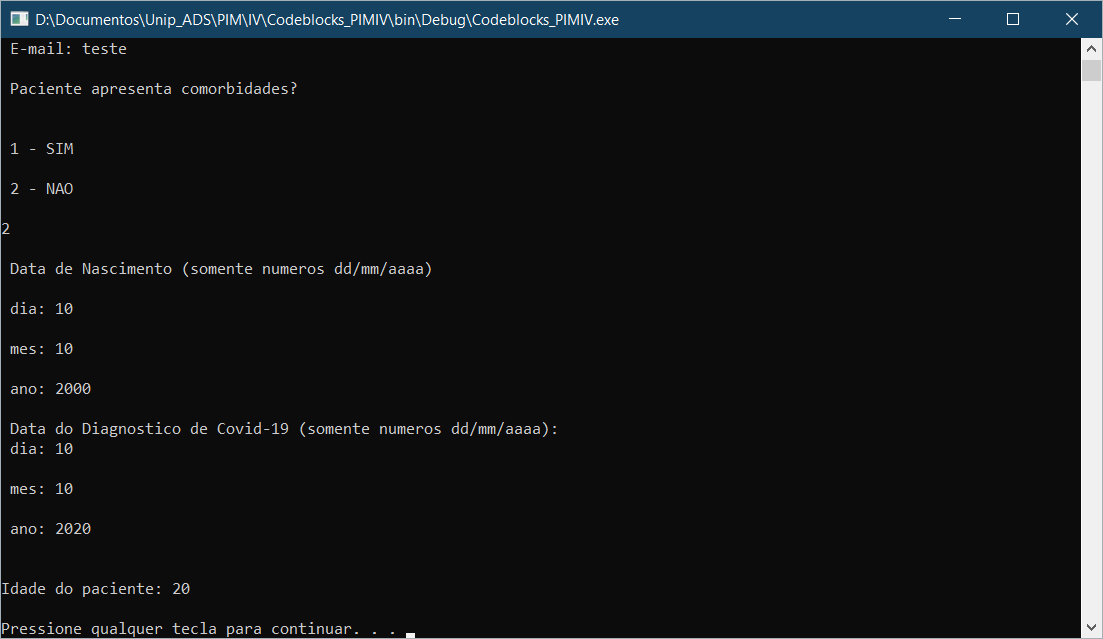 D:\Documentos\Unip_ADS\PIM\IV\Codeblocks_PIMIV\bin\Debug\Codeblocks_PIMIV.exe
E-mail: teste
Paciente apresenta comorbidades?
1 - SIM
2 - NAO
2
Data de Nascimento (somente numeros dd/mm/aaaa)
dia: 10
mes: 10
ano: 2000
Data do Diagnostico de Covid-19 (somente numeros dd/mm/aaaa):
dia: 10
mes: 10
ano: 2020
Idade do paciente: 20
Pressione qualquer tecla para continuar. . .